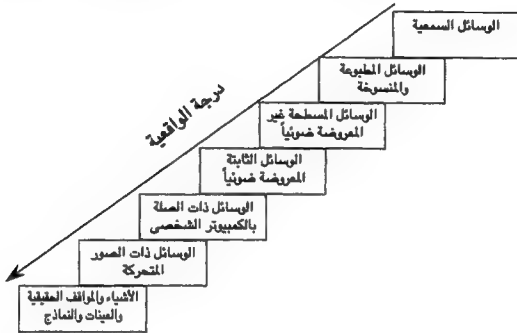 الوسائل السمعية
الوسائل المطبوعة
والمنسوخة
درجة الواقعية
الوسائل المسطحة غير
المعروضة ضوئياً
الوسائل الثابتة
المعروضة ضوئياً
الوسائل ذات الصلة
بالكمبيوتر الشخصى
الوسائل ذات الصور
المتحركة
الأشياء والمواقف الحقيقية
والعينات والنماذج